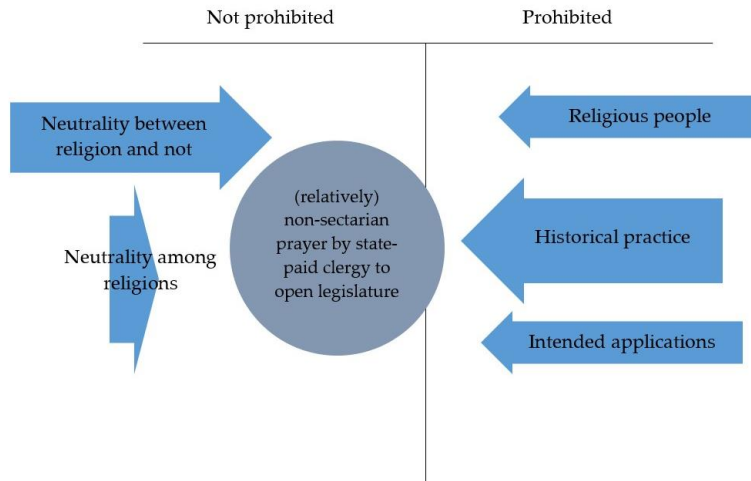 Not prohibited
Prohibited
Neutrality between
religion and not
Religious people
(relatively)
non-sectarian
prayer by state-
paid clergy to
open legislature
Neutrality among
religions
Historical practice
Intended applications